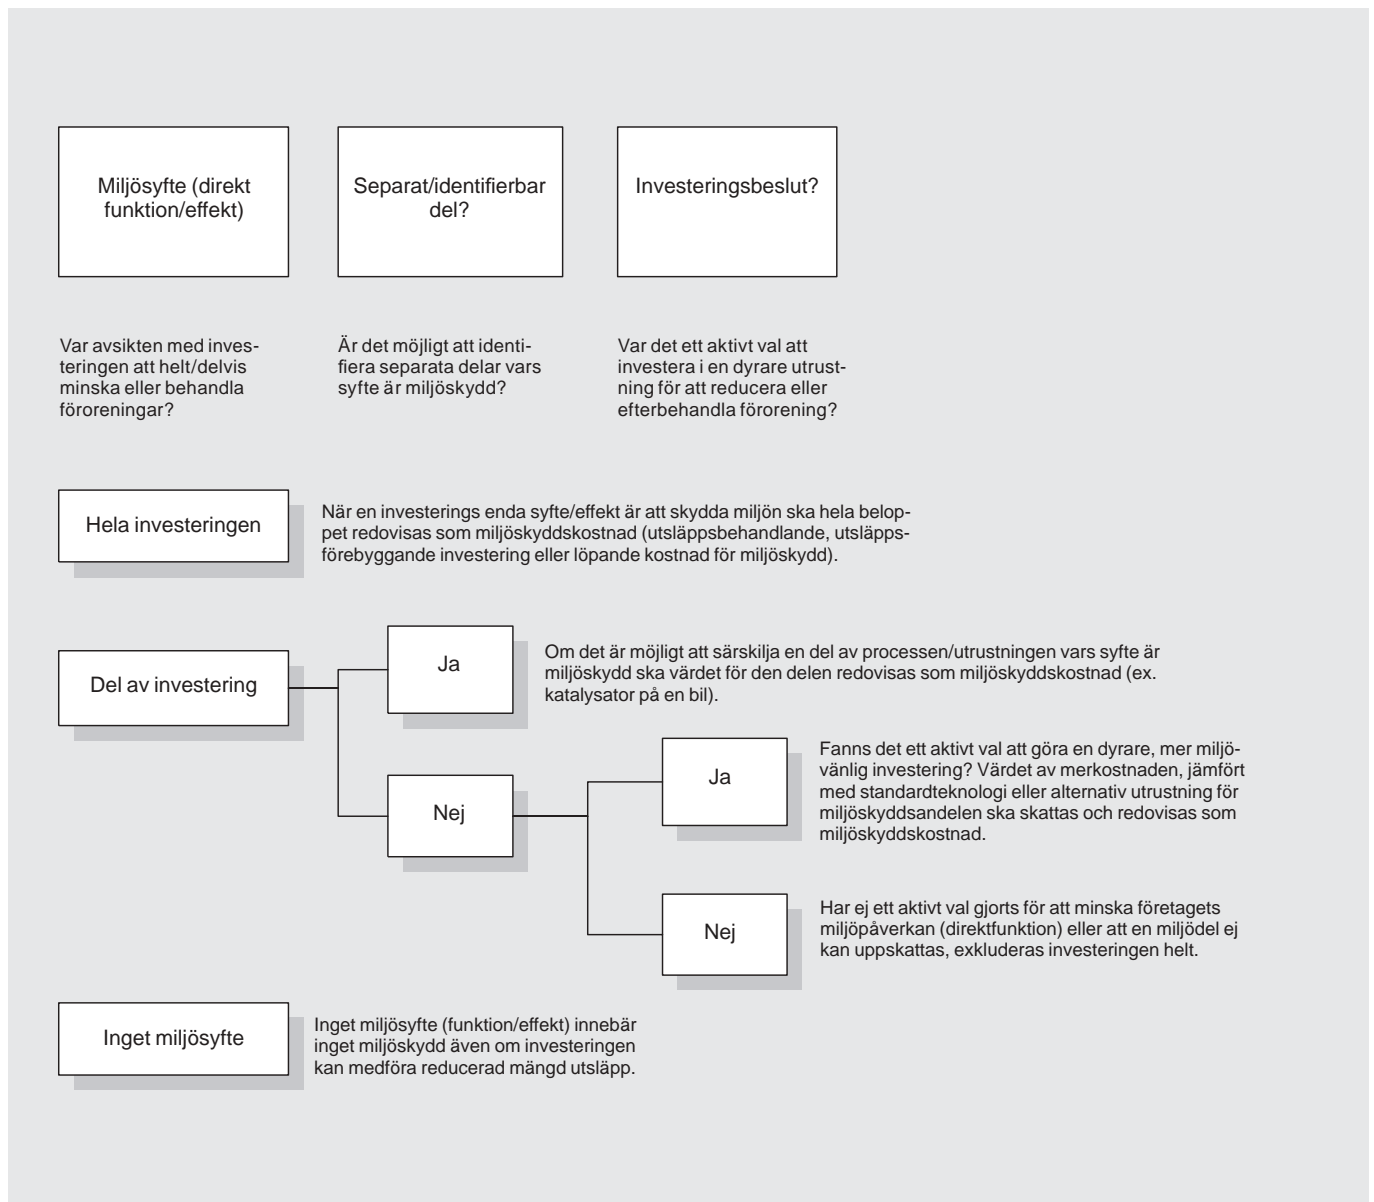 Miljösyfte (direkt
funktion/effekt)
Separat/identifierbar
del?
Investeringsbeslut?
Var avsikten med inves-
teringen att helt/delvis
minska eller behandla
föroreningar?
Är det möjligt att identi-
fiera separata delar vars
syfte är miljöskydd?
Var det ett aktivt val att
investera i en dyrare utrust-
ning för att reducera eller
efterbehandla förorening?
Hela investeringen
När en investerings enda syfte/effekt är att skydda miljön ska hela belop-
pet redovisas som miljöskyddskostnad (utsläppsbehandlande, utsläpps-
förebyggande investering eller löpande kostnad för miljöskydd).
Del av investering
Ja
Om det är möjligt att särskilja en del av processen/utrustningen vars syfte är
miljöskydd ska värdet för den delen redovisas som miljöskyddskostnad (ex.
katalysator på en bil).
Nej
Ja
Fanns det ett aktivt val att göra en dyrare, mer miljö-
vänlig investering? Värdet av merkostnaden, jämfört
med standardteknologi eller alternativ utrustning för
miljöskyddsandelen ska skattas och redovisas som
miljöskyddskostnad.
Nej
Har ej ett aktivt val gjorts för att minska företagets
miljöpåverkan (direktfunktion) eller att en miljödel ej
kan uppskattas, exkluderas investeringen helt.
Inget miljösyfte
Inget miljösyfte (funktion/effekt) innebär
inget miljöskydd även om investeringen
kan medföra reducerad mängd utsläpp.